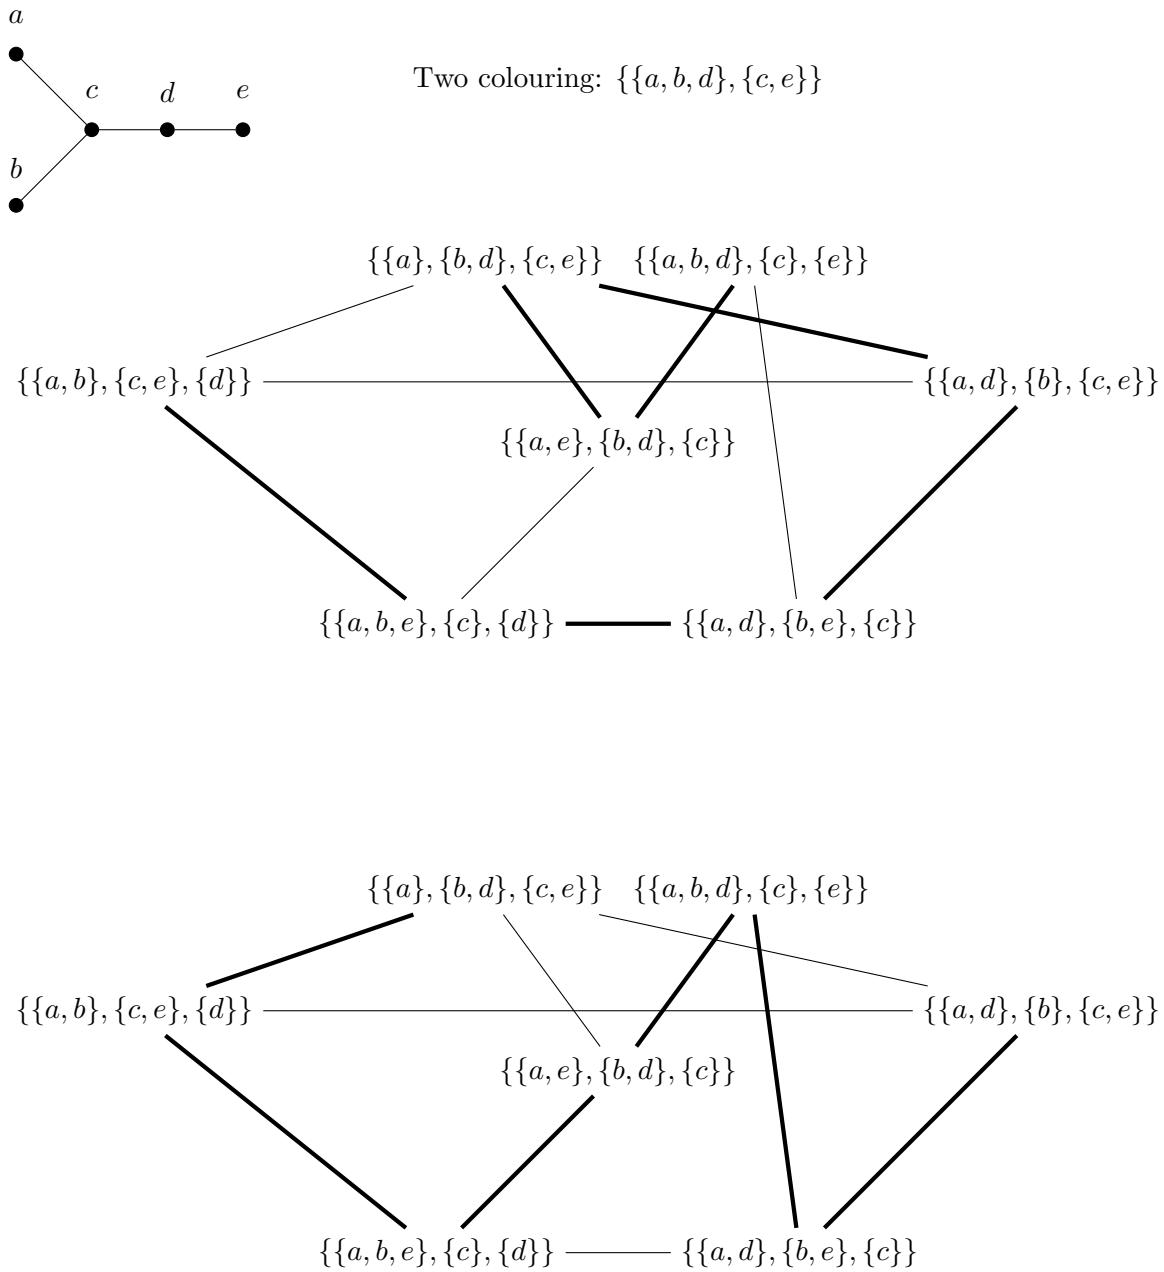 a
Two colouring: {{a, b, d}, {c, e}}
c d e
b
{{a}, {b, d}, {c, e}} {{a, b, d}, {c}, {e}}
{{a, b}, {c, e}, {d}} {{a, d}, {b}, {c, e}}
{{a, e}, {b, d}, {c}}
{{a, b, e}, {c}, {d}} {{a, d}, {b, e}, {c}}
{{a}, {b, d}, {c, e}} {{a, b, d}, {c}, {e}}
{{a, b}, {c, e}, {d}} {{a, d}, {b}, {c, e}}
{{a, e}, {b, d}, {c}}
{{a, b, e}, {c}, {d}} {{a, d}, {b, e}, {c}}